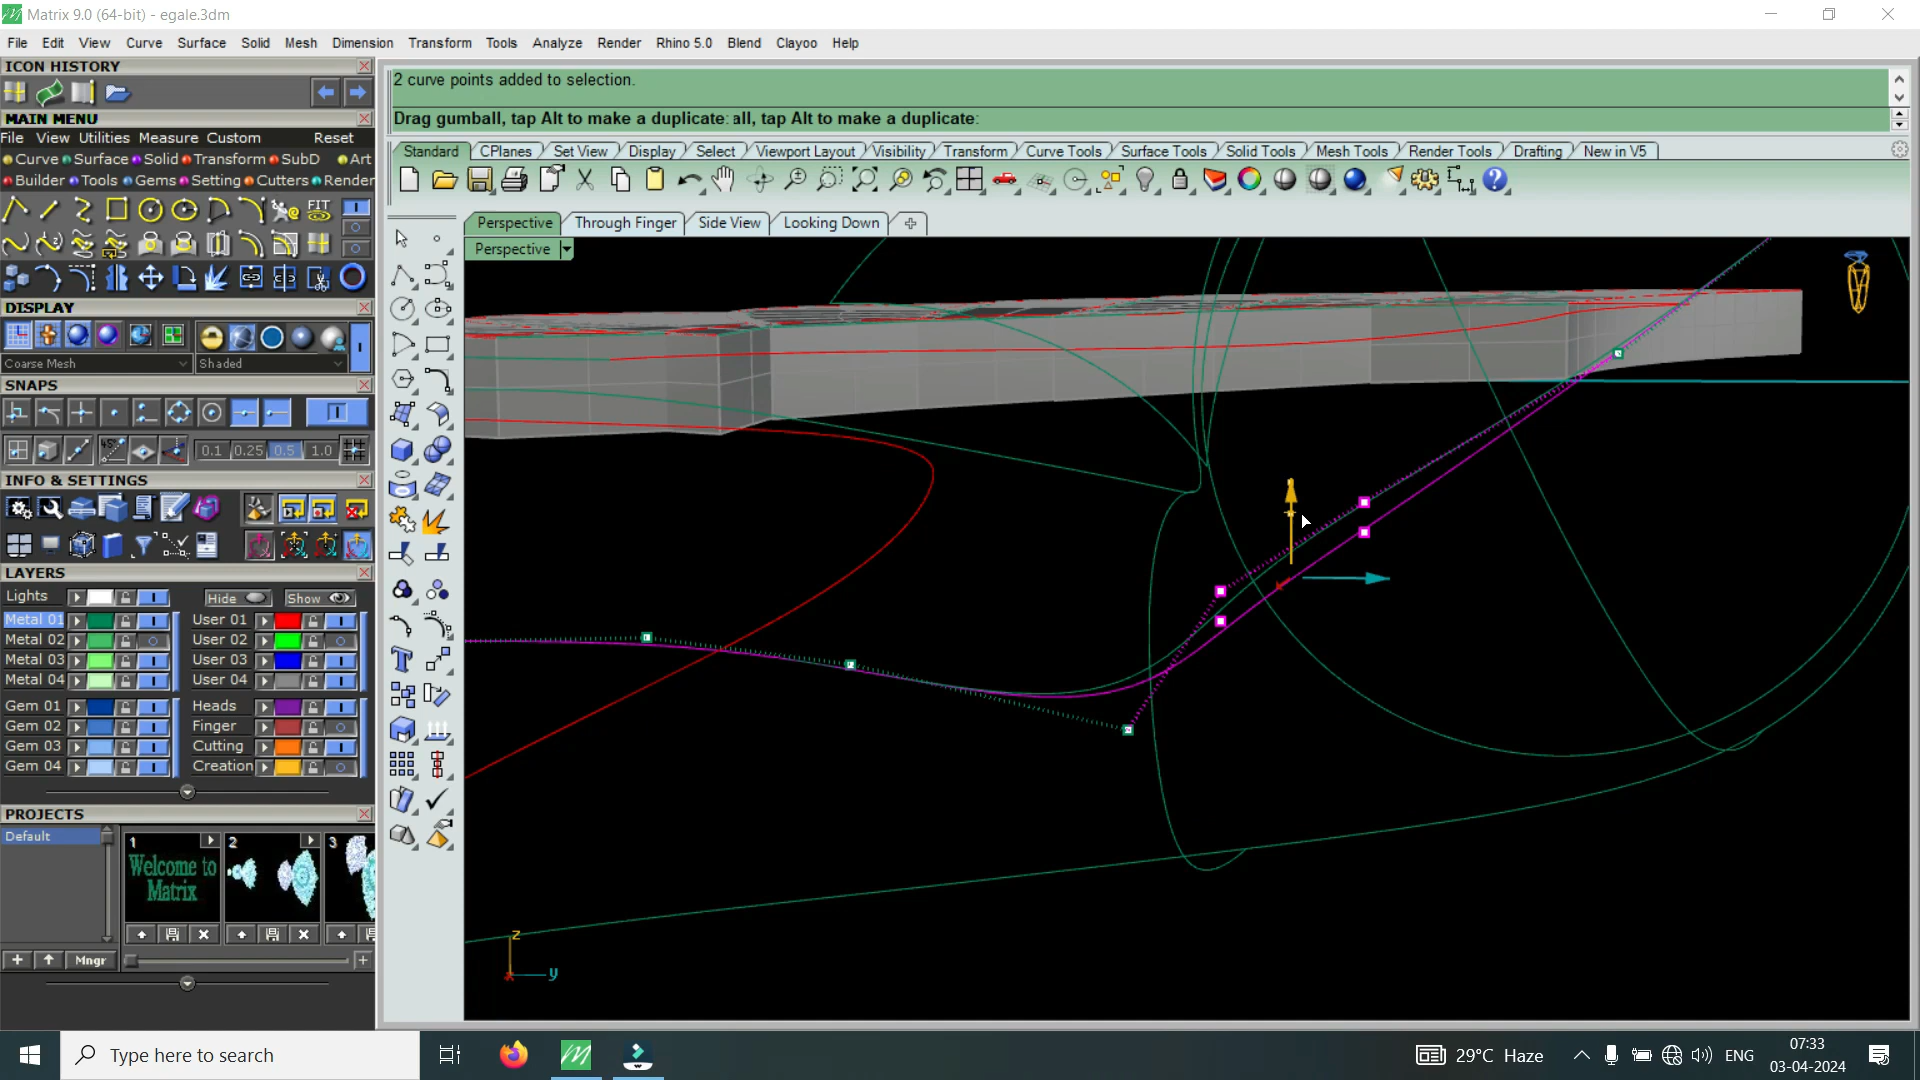 Matrix 9.0 (64-bit) - egale.3dm
File Edit View Curve Surface Solid Mesh Dimension Transform Tools Analyze Render Rhino 5.0 Blend Clayoo Help
ICON HISTORY
MAIN MENU
File View Utilities Measure Custom Reset
Curve Surface Solid Transform SubD Art
Builder Tools Gems Setting Cutters Render
FIT
DISPLAY
Coarse Mesh Shaded
SNAPS
0.1 0.25 0.5 1.0
INFO & SETTINGS
LAYERS
Lights Hide Show
Metal 01 User 01
Metal 02 User 02
Metal 03 User 03
Metal 04 User 04
Gem 01 Heads
Gem 02 Finger
Gem 03 Cutting
Gem 04 Creation
PROJECTS
Default
1 2 3
Welcome to
Matrix
Mngr
2 curve points added to selection.
Drag gumball, tap Alt to make a duplicate: all, tap Alt to make a duplicate:
Standard CPlanes Set View Display Select Viewport Layout Visibility Transform Curve Tools Surface Tools Solid Tools Mesh Tools Render Tools Drafting New in V5
Perspective Through Finger Side View Looking Down
Perspective
z
y
x
Type here to search
29°C Haze
ENG
07:33
03-04-2024